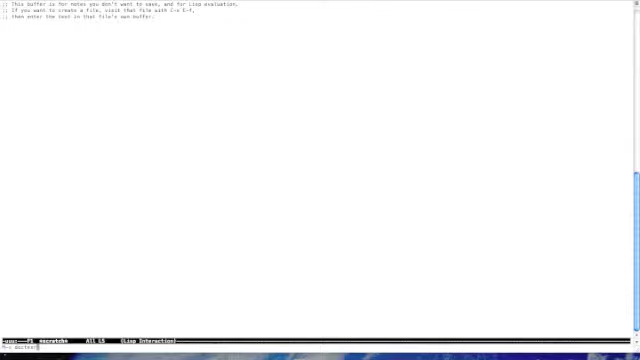 ;; This buffer is for notes you don't want to save, and for Lisp evaluation.
;; If you want to create a file, visit that file with C-x C-f,
;; then enter the text in that file's own buffer.
-uuu:---F1 *scratch* All L5 (Lisp Interaction)
M-x doctor